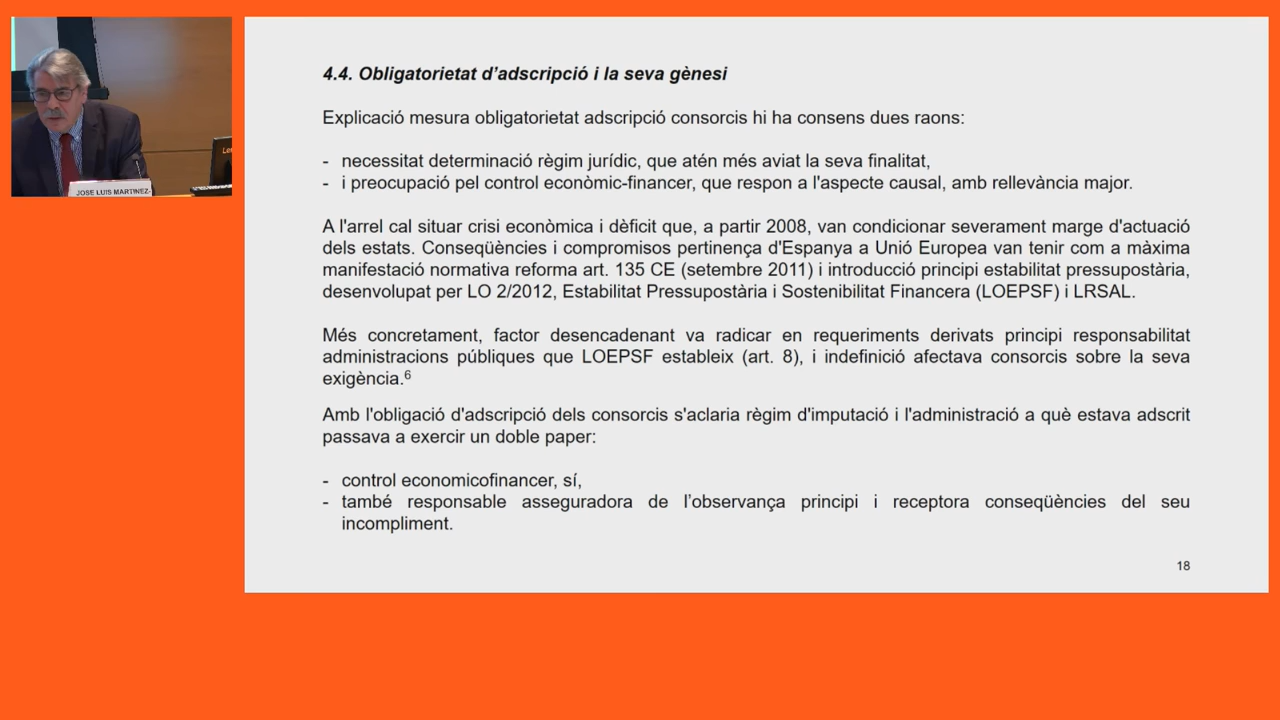 4.4. Obligatorietat d'adscripció i la seva gènesi
Explicació mesura obligatorietat adscripció consorcis hi ha consens dues raons:
- necessitat determinació règim jurídic, que atén més aviat la seva finalitat,
- i preocupació pel control econòmic-financer, que respon a l'aspecte causal, amb rellevància major.
A l'arrel cal situar crisi econòmica i dèficit que, a partir 2008, van condicionar severament marge d'actuació
dels estats. Conseqüències i compromisos pertinença d'Espanya a Unió Europea van tenir com a màxima
manifestació normativa reforma art. 135 CE (setembre 2011) i introducció principi estabilitat pressupostària,
desenvolupat per LO 2/2012, Estabilitat Pressupostària i Sostenibilitat Financera (LOEPSF) i LRSAL.
Més concretament, factor desencadenant va radicar en requeriments derivats principi responsabilitat
administracions públiques que LOEPSF estableix (art. 8), i indefinició afectava consorcis sobre la seva
exigència.⁶
Amb l'obligació d'adscripció dels consorcis s'aclaria règim d'imputació i l'administració a què estava adscrit
passava a exercir un doble paper:
- control economicofinancer, sí,
- també responsable asseguradora de l'observança principi i receptora conseqüències del seu
incompliment.
18
JOSE LUIS MARTINEZ-